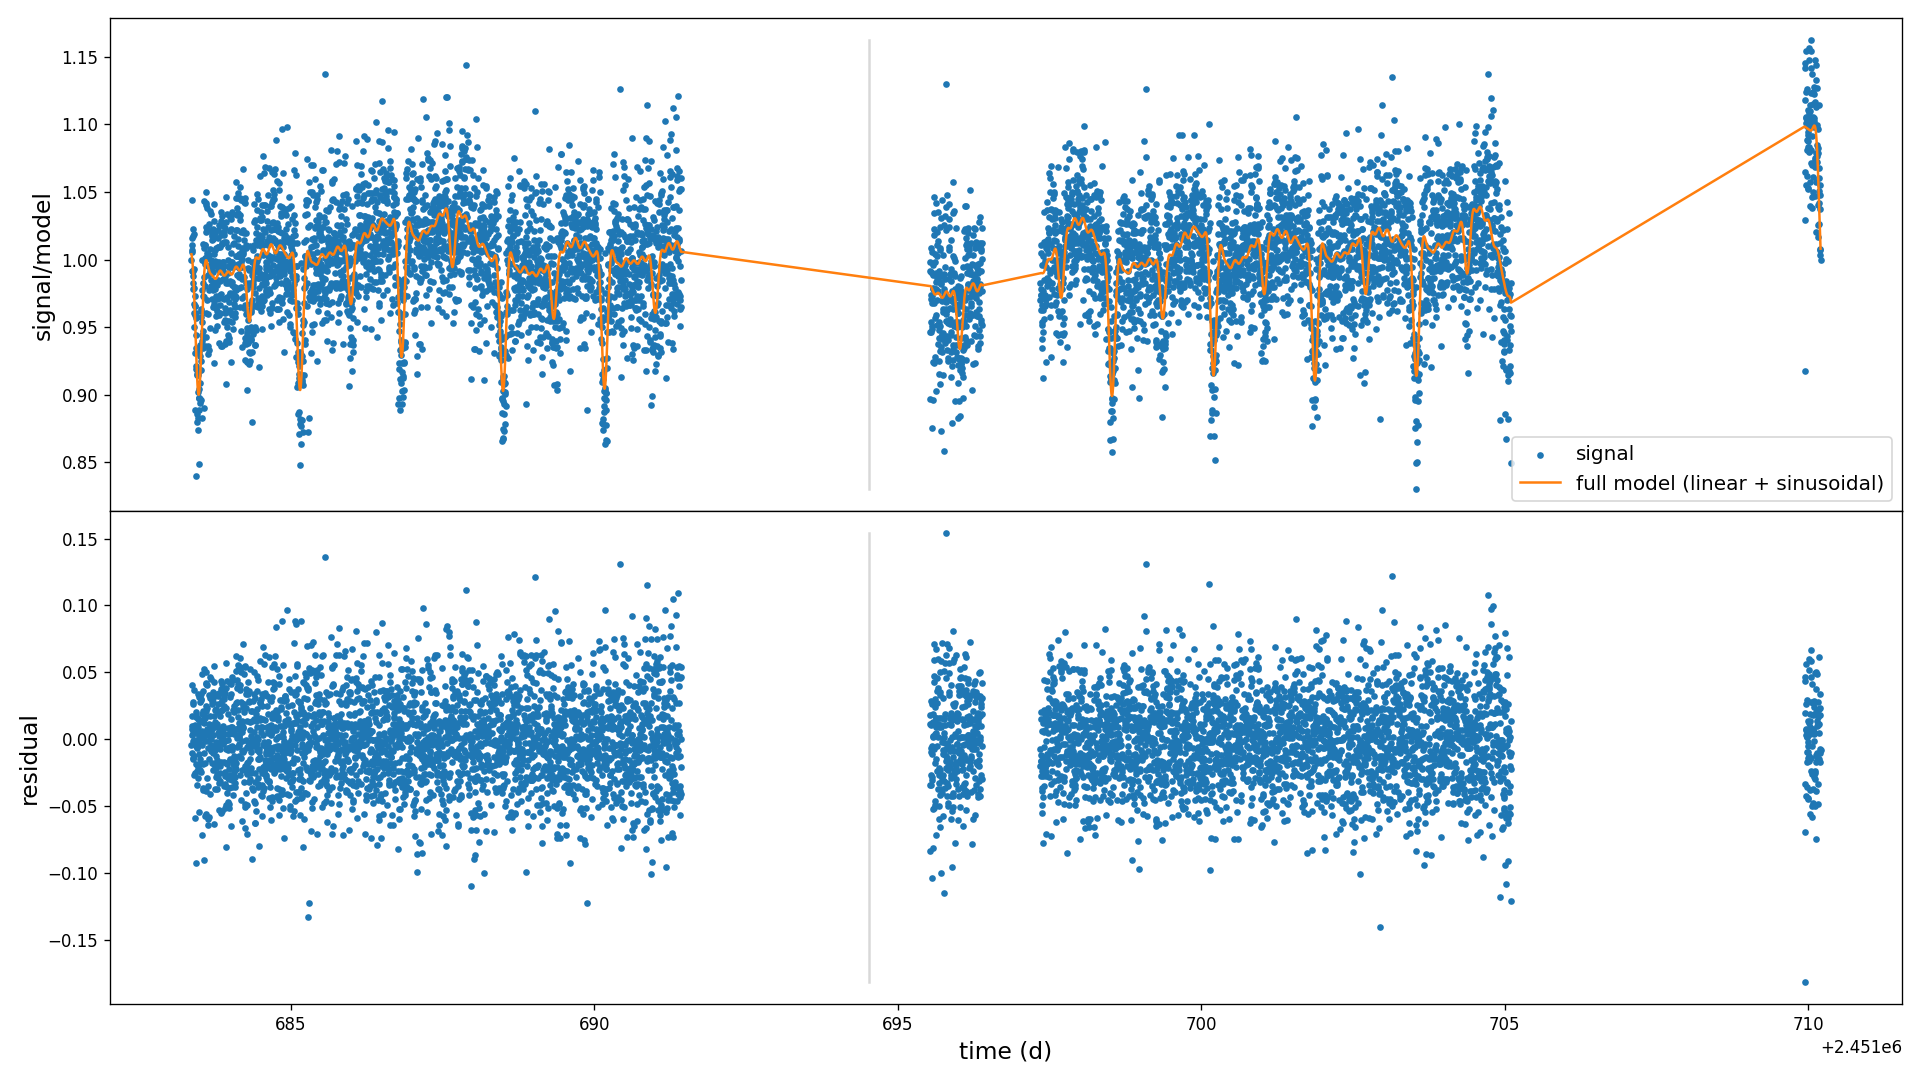 1.15
1.10
1.05
1.00
0.95
0.90
0.85
signal/model
signal
full model (linear + sinusoidal)
0.15
0.10
0.05
0.00
−0.05
−0.10
−0.15
residual
685 690 695 700 705 710
+2.451e6
time (d)